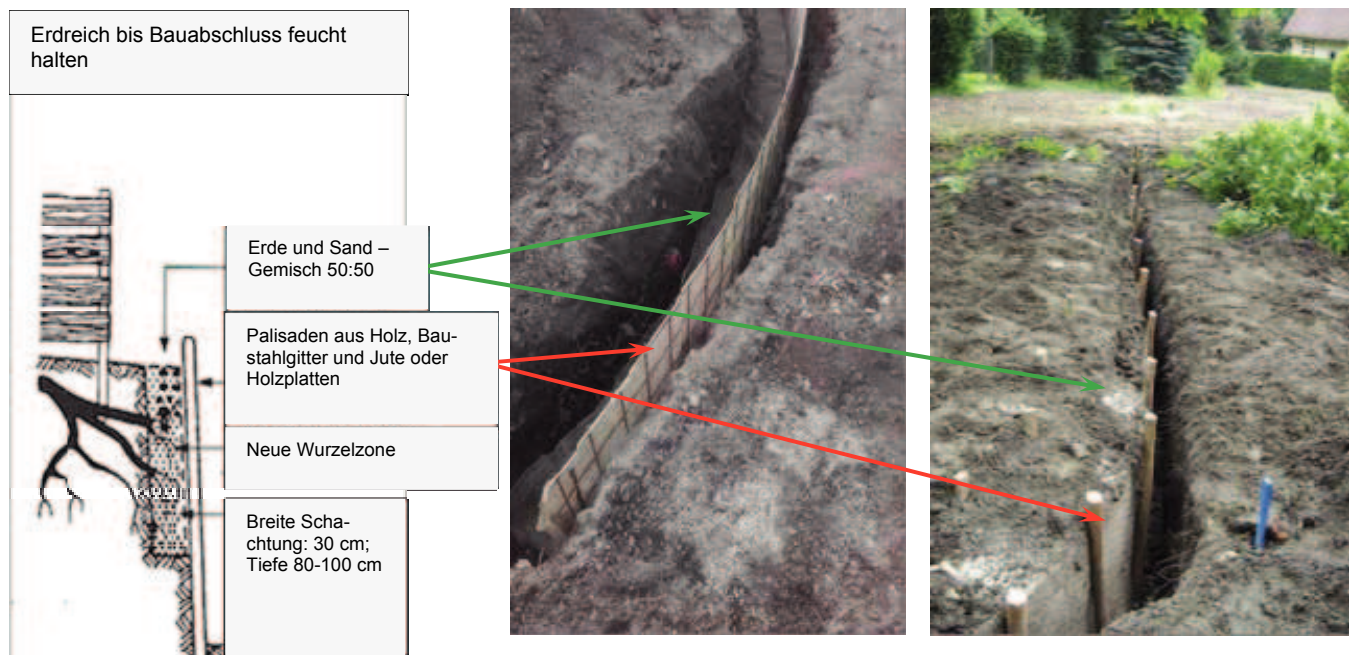 Erdreich bis Bauabschluss feucht
halten
Erde und Sand –
Gemisch 50:50
Palisaden aus Holz, Bau-
stahlgitter und Jute oder
Holzplatten
Neue Wurzelzone
Breite Scha-
chtung: 30 cm;
Tiefe 80-100 cm